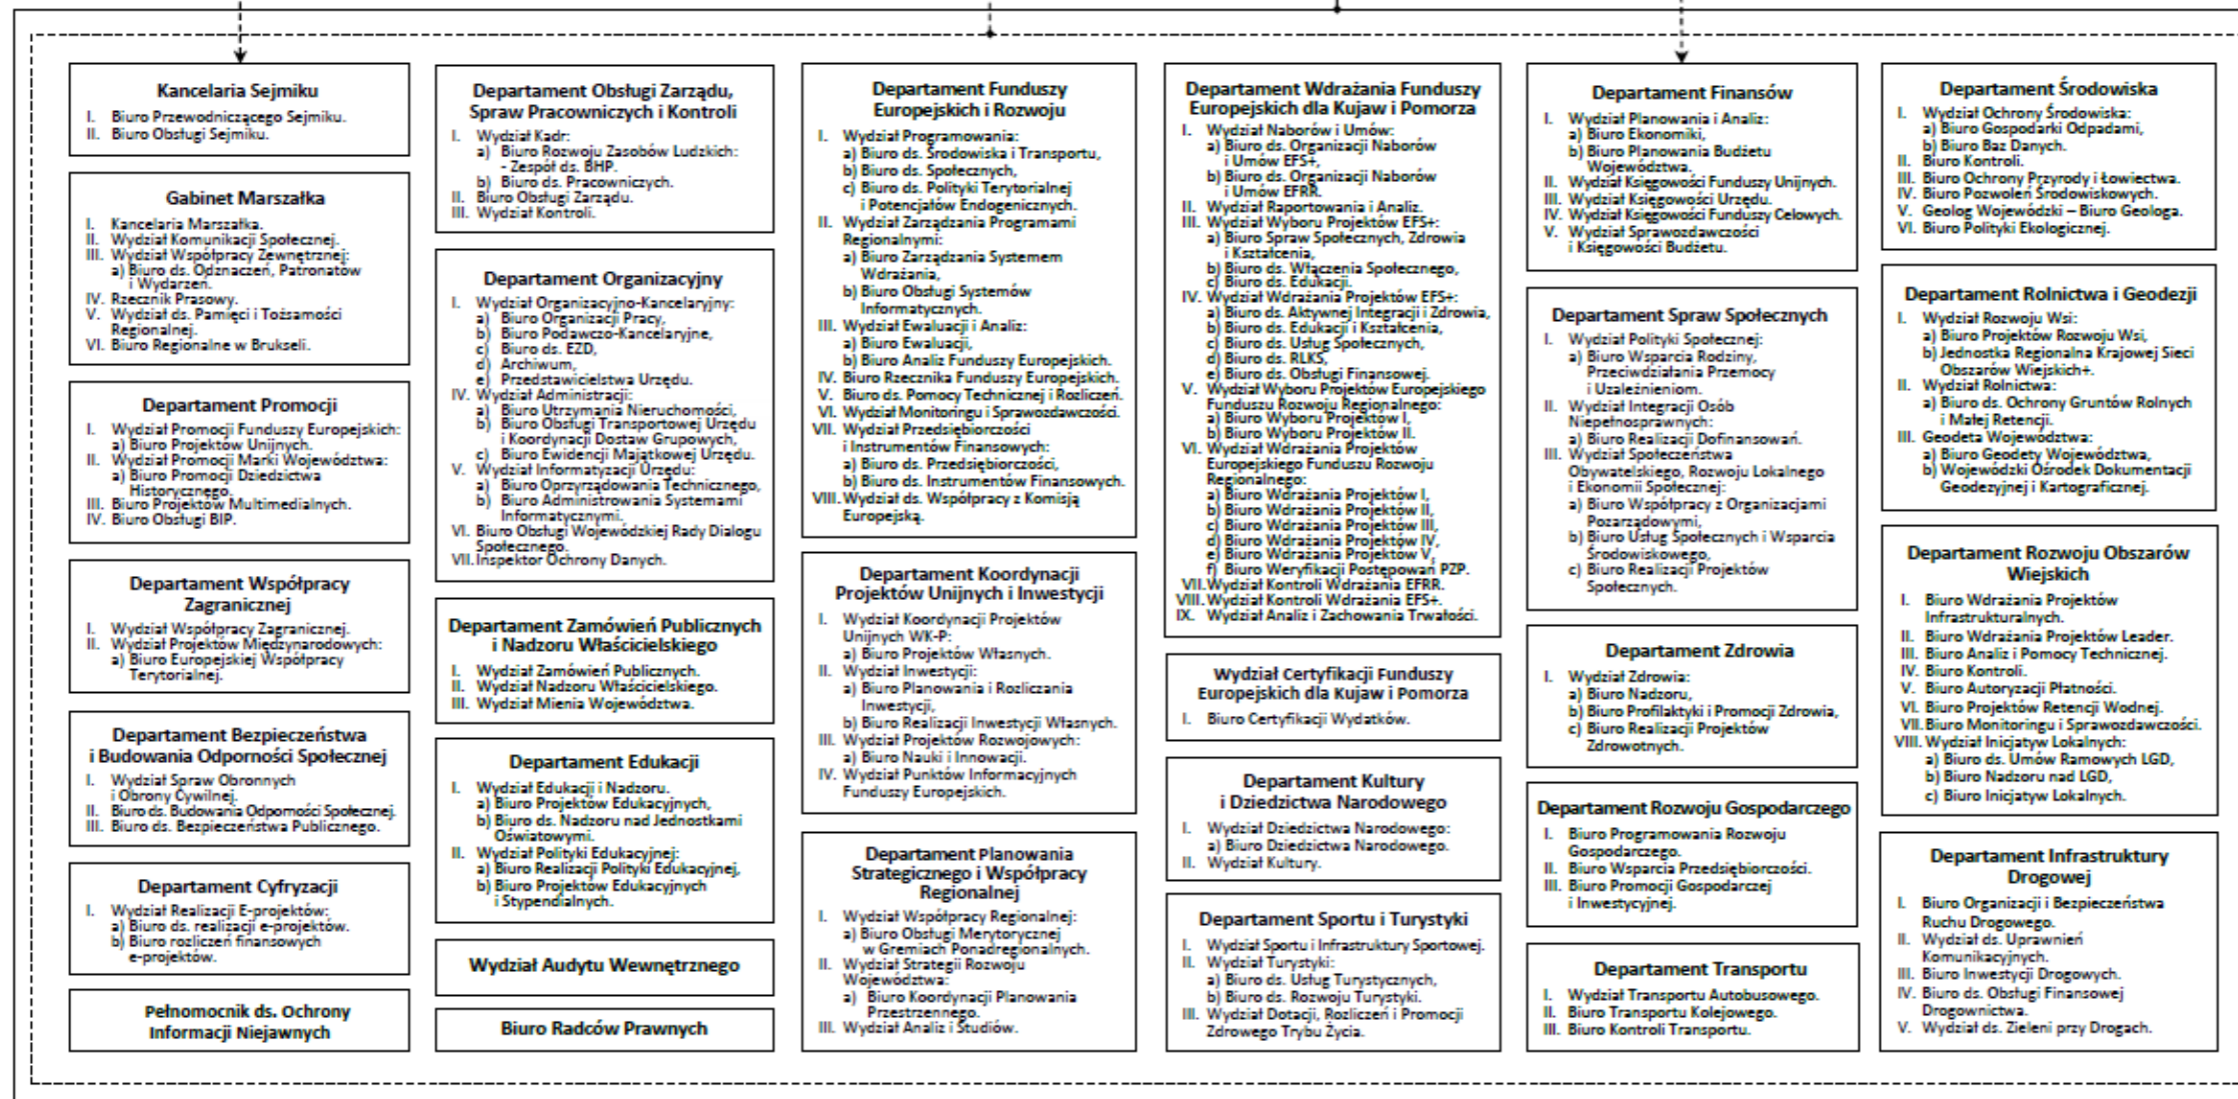 Kancelaria Sejmiku
I. Biuro Przewodniczącego Sejmiku.
II. Biuro Obsługi Sejmiku.
Gabinet Marszałka
I. Kancelaria Marszałka.
II. Wydział Komunikacji Społecznej.
III. Wydział Współpracy Zewnętrznej:
a) Biuro ds. Odznaczeń, Patronatów
i Wydarzeń.
IV. Rzecznik Prasowy.
V. Wydział ds. Pamięci i Tożsamości
Regionalnej.
VI. Biuro Regionalne w Brukseli.
Departament Promocji
I. Wydział Promocji Funduszy Europejskich:
a) Biuro Projektów Unijnych.
II. Wydział Promocji Marki Województwa:
a) Biuro Promocji Dziedzictwa
Historycznego.
III. Biuro Projektów Multimedialnych.
IV. Biuro Obsługi BIP.
Departament Współpracy
Zagranicznej
I. Wydział Współpracy Zagranicznej.
II. Wydział Projektów Międzynarodowych:
a) Biuro Europejskiej Współpracy
Terytorialnej.
Departament Bezpieczeństwa
i Budowania Odporności Społecznej
I. Wydział Spraw Obronnych
i Obrony Cywilnej.
II. Biuro ds. Budowania Odporności Społecznej.
III. Biuro ds. Bezpieczeństwa Publicznego.
Departament Cyfryzacji
I. Wydział Realizacji E-projektów:
a) Biuro ds. realizacji e-projektów.
b) Biuro rozliczeń finansowych
e-projektów.
Pełnomocnik ds. Ochrony
Informacji Niejawnych
Departament Obsługi Zarządu,
Spraw Pracowniczych i Kontroli
I. Wydział Kadr:
a) Biuro Rozwoju Zasobów Ludzkich:
- Zespół ds. BHP.
b) Biuro ds. Pracowniczych.
II. Biuro Obsługi Zarządu.
III. Wydział Kontroli.
Departament Organizacyjny
I. Wydział Organizacyjno-Kancelaryjny:
a) Biuro Organizacji Pracy,
b) Biuro Podawczo-Kancelaryjne,
c) Biuro ds. EZD,
d) Archiwum,
e) Przedstawicielstwa Urzędu.
IV. Wydział Administracji:
a) Biuro Utrzymania Nieruchomości,
b) Biuro Obsługi Transportowej Urzędu
i Koordynacji Dostaw Grupowych,
c) Biuro Ewidencji Majątkowej Urzędu.
V. Wydział Informatyzacji Urzędu:
a) Biuro Oprzyrządowania Technicznego,
b) Biuro Administrowania Systemami
Informatycznymi.
VI. Biuro Obsługi Wojewódzkiej Rady Dialogu
Społecznego.
VII. Inspektor Ochrony Danych.
Departament Zamówień Publicznych
i Nadzoru Właścicielskiego
I. Wydział Zamówień Publicznych.
II. Wydział Nadzoru Właścicielskiego.
III. Wydział Mienia Województwa.
Departament Edukacji
I. Wydział Edukacji i Nadzoru.
a) Biuro Projektów Edukacyjnych,
b) Biuro ds. Nadzoru nad Jednostkami
Oświatowymi.
II. Wydział Polityki Edukacyjnej:
a) Biuro Realizacji Polityki Edukacyjnej,
b) Biuro Projektów Edukacyjnych
i Stypendialnych.
Wydział Audytu Wewnętrznego
Biuro Radców Prawnych
Departament Funduszy
Europejskich i Rozwoju
I. Wydział Programowania:
a) Biuro ds. Środowiska i Transportu,
b) Biuro ds. Społecznych,
c) Biuro ds. Polityki Terytorialnej
i Potencjałów Endogenicznych.
II. Wydział Zarządzania Programami
Regionalnymi:
a) Biuro Zarządzania Systemem
Wdrażania,
b) Biuro Obsługi Systemów
Informatycznych.
III. Wydział Ewaluacji i Analiz:
a) Biuro Ewaluacji,
b) Biuro Analiz Funduszy Europejskich.
IV. Biuro Rzecznika Funduszy Europejskich.
V. Biuro ds. Pomocy Technicznej i Rozliczeń.
VI. Wydział Monitoringu i Sprawozdawczości.
VII. Wydział Przedsiębiorczości
i Instrumentów Finansowych:
a) Biuro ds. Przedsiębiorczości,
b) Biuro ds. Instrumentów Finansowych.
VIII. Wydział ds. Współpracy z Komisją
Europejską.
Departament Koordynacji
Projektów Unijnych i Inwestycji
I. Wydział Koordynacji Projektów
Unijnych WK-P:
a) Biuro Projektów Własnych.
II. Wydział Inwestycji:
a) Biuro Planowania i Rozliczania
Inwestycji,
b) Biuro Realizacji Inwestycji Własnych.
III. Wydział Projektów Rozwojowych:
a) Biuro Nauki i Innowacji.
IV. Wydział Punktów Informacyjnych
Funduszy Europejskich.
Departament Planowania
Strategicznego i Współpracy
Regionalnej
I. Wydział Współpracy Regionalnej:
a) Biuro Obsługi Merytorycznej
w Gremiach Ponadregionalnych.
II. Wydział Strategii Rozwoju
Województwa:
a) Biuro Koordynacji Planowania
Przestrzennego.
III. Wydział Analiz i Studiów.
Departament Wdrażania Funduszy
Europejskich dla Kujaw i Pomorza
I. Wydział Naborów i Umów:
a) Biuro ds. Organizacji Naborów
i Umów EFS+,
b) Biuro ds. Organizacji Naborów
i Umów EFRR.
II. Wydział Raportowania i Analiz.
III. Wydział Wyboru Projektów EFS+:
a) Biuro Spraw Społecznych, Zdrowia
i Kształcenia,
b) Biuro ds. Włączenia Społecznego,
c) Biuro ds. Edukacji.
IV. Wydział Wdrażania Projektów EFS+:
a) Biuro ds. Aktywnej Integracji i Zdrowia,
b) Biuro ds. Edukacji i Kształcenia,
c) Biuro ds. Usług Społecznych,
d) Biuro ds. RLKS,
e) Biuro ds. Obsługi Finansowej.
V. Wydział Wyboru Projektów Europejskiego
Funduszu Rozwoju Regionalnego:
a) Biuro Wyboru Projektów I,
b) Biuro Wyboru Projektów II.
VI. Wydział Wdrażania Projektów
Europejskiego Funduszu Rozwoju
Regionalnego:
a) Biuro Wdrażania Projektów I,
b) Biuro Wdrażania Projektów II,
c) Biuro Wdrażania Projektów III,
d) Biuro Wdrażania Projektów IV,
e) Biuro Wdrażania Projektów V,
f) Biuro Weryfikacji Postępowań PZP.
VII. Wydział Kontroli Wdrażania EFRR.
VIII. Wydział Kontroli Wdrażania EFS+.
IX. Wydział Analiz i Zachowania Trwałości.
Wydział Certyfikacji Funduszy
Europejskich dla Kujaw i Pomorza
I. Biuro Certyfikacji Wydatków.
Departament Kultury
i Dziedzictwa Narodowego
I. Wydział Dziedzictwa Narodowego:
a) Biuro Dziedzictwa Narodowego.
II. Wydział Kultury.
Departament Sportu i Turystyki
I. Wydział Sportu i Infrastruktury Sportowej.
II. Wydział Turystyki:
a) Biuro ds. Usług Turystycznych,
b) Biuro ds. Rozwoju Turystyki.
III. Wydział Dotacji, Rozliczeń i Promocji
Zdrowego Trybu Życia.
Departament Finansów
I. Wydział Planowania i Analiz:
a) Biuro Ekonomiki,
b) Biuro Planowania Budżetu
Województwa.
II. Wydział Księgowości Funduszy Unijnych.
III. Wydział Księgowości Urzędu.
IV. Wydział Księgowości Funduszy Celowych.
V. Wydział Sprawozdawczości
i Księgowości Budżetu.
Departament Spraw Społecznych
I. Wydział Polityki Społecznej:
a) Biuro Wsparcia Rodziny,
Przeciwdziałania Przemocy
i Uzależnieniom.
II. Wydział Integracji Osób
Niepełnosprawnych:
a) Biuro Realizacji Dofinansowań.
III. Wydział Społeczeństwa
Obywatelskiego, Rozwoju Lokalnego
i Ekonomii Społecznej:
a) Biuro Współpracy z Organizacjami
Pozarządowymi,
b) Biuro Usług Społecznych i Wsparcia
Środowiskowego,
c) Biuro Realizacji Projektów
Społecznych.
Departament Zdrowia
I. Wydział Zdrowia:
a) Biuro Nadzoru,
b) Biuro Profilaktyki i Promocji Zdrowia,
c) Biuro Realizacji Projektów
Zdrowotnych.
Departament Rozwoju Gospodarczego
I. Biuro Programowania Rozwoju
Gospodarczego.
II. Biuro Wsparcia Przedsiębiorczości.
III. Biuro Promocji Gospodarczej
i Inwestycyjnej.
Departament Transportu
I. Wydział Transportu Autobusowego.
II. Biuro Transportu Kolejowego.
III. Biuro Kontroli Transportu.
Departament Środowiska
I. Wydział Ochrony Środowiska:
a) Biuro Gospodarki Odpadami,
b) Biuro Baz Danych.
II. Biuro Kontroli.
III. Biuro Ochrony Przyrody i Łowiectwa.
IV. Biuro Pozwoleń Środowiskowych.
V. Geolog Wojewódzki – Biuro Geologa.
VI. Biuro Polityki Ekologicznej.
Departament Rolnictwa i Geodezji
I. Wydział Rozwoju Wsi:
a) Biuro Projektów Rozwoju Wsi,
b) Jednostka Regionalna Krajowej Sieci
Obszarów Wiejskich+.
II. Wydział Rolnictwa:
a) Biuro ds. Ochrony Gruntów Rolnych
i Małej Retencji.
III. Geodeta Województwa:
a) Biuro Geodety Województwa,
b) Wojewódzki Ośrodek Dokumentacji
Geodezyjnej i Kartograficznej.
Departament Rozwoju Obszarów
Wiejskich
I. Biuro Wdrażania Projektów
Infrastrukturalnych.
II. Biuro Wdrażania Projektów Leader.
III. Biuro Analiz i Pomocy Technicznej.
IV. Biuro Kontroli.
V. Biuro Autoryzacji Płatności.
VI. Biuro Projektów Retencji Wodnej.
VII. Biuro Monitoringu i Sprawozdawczości.
VIII. Wydział Inicjatyw Lokalnych:
a) Biuro ds. Umów Ramowych LGD,
b) Biuro Nadzoru nad LGD,
c) Biuro Inicjatyw Lokalnych.
Departament Infrastruktury
Drogowej
I. Biuro Organizacji i Bezpieczeństwa
Ruchu Drogowego.
II. Wydział ds. Uprawnień
Komunikacyjnych.
III. Biuro Inwestycji Drogowych.
IV. Biuro ds. Obsługi Finansowej
Drogownictwa.
V. Wydział ds. Zieleni przy Drogach.